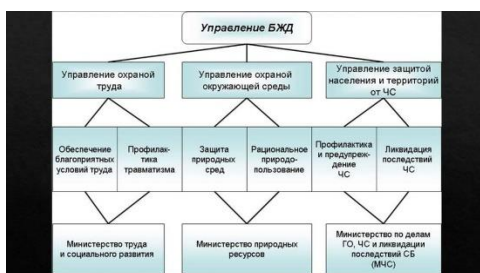 Управление БЖД
Управление охраной
труда
Управление охраной
окружающей среды
Управление защитой
населения и территорий
от ЧС
Обеспечение
благоприятных
условий труда
Профилак-
тика
травматизма
Защита
природных
сред
Рациональное
природо-
пользование
Профилактика
и предупреж-
дение
ЧС
Ликвидация
последствий
ЧС
Министерство труда
и социального развития
Министерство природных
ресурсов
Министерство по делам
ГО, ЧС и ликвидации
последствий СБ
(МЧС)